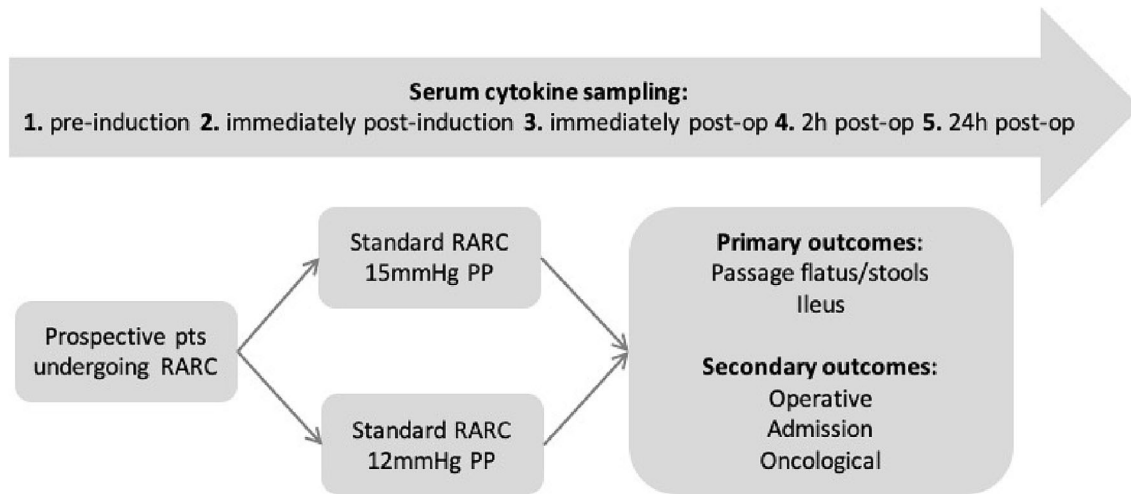 Serum cytokine sampling:
1. pre-induction 2. immediately post-induction 3. immediately post-op 4. 2h post-op 5. 24h post-op
Prospective pts
undergoing RARC
Standard RARC
15mmHg PP
Standard RARC
12mmHg PP
Primary outcomes:
Passage flatus/stools
Ileus
Secondary outcomes:
Operative
Admission
Oncological